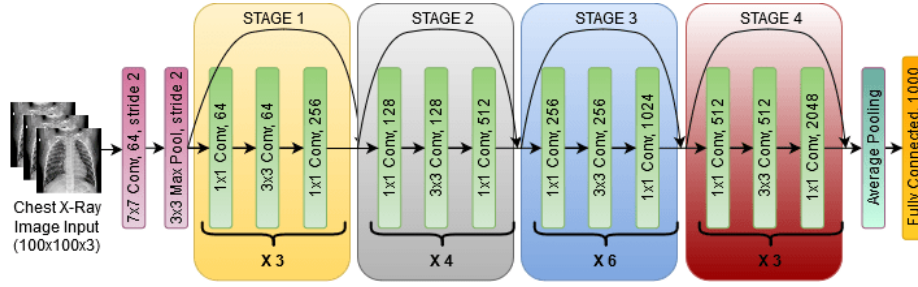 STAGE 1
STAGE 2
STAGE 3
STAGE 4
Chest X-Ray
Image Input
(100x100x3)
7x7 Conv, 64, stride 2
3x3 Max Pool, stride 2
1x1 Conv, 64
3x3 Conv, 64
1x1 Conv, 256
X 3
1x1 Conv, 128
3x3 Conv, 128
1x1 Conv, 512
X 4
1x1 Conv, 256
3x3 Conv, 256
1x1 Conv, 1024
X 6
1x1 Conv, 512
3x3 Conv, 512
1x1 Conv, 2048
X 3
Average Pooling
Fully Connected, 1000